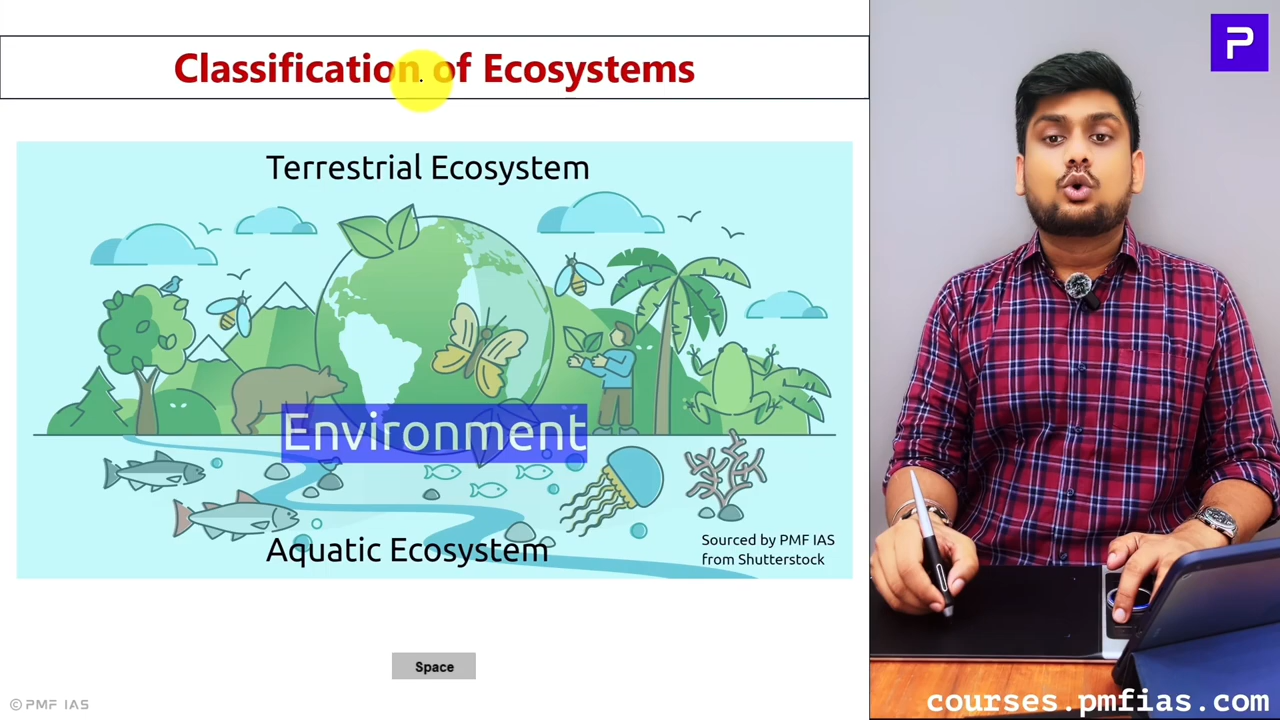 Classification of Ecosystems
Terrestrial Ecosystem
Environment
Aquatic Ecosystem
Sourced by PMF IAS
from Shutterstock
Space
© PMF IAS
P
courses.pmfias.com